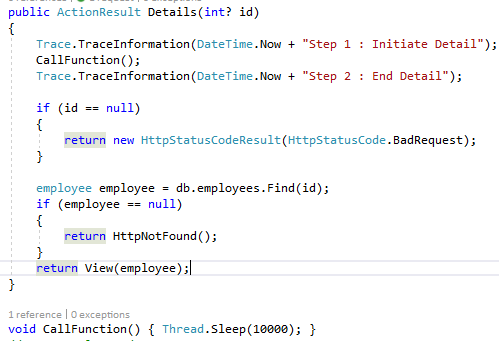 public ActionResult Details(int? id)
{
Trace.TraceInformation(DateTime.Now + "Step 1 : Initiate Detail");
CallFunction();
Trace.TraceInformation(DateTime.Now + "Step 2 : End Detail");
if (id == null)
{
return new HttpStatusCodeResult(HttpStatusCode.BadRequest);
}
employee employee = db.employees.Find(id);
if (employee == null)
{
return HttpNotFound();
}
return View(employee);
}
1 reference | 0 exceptions
void CallFunction() { Thread.Sleep(10000); }